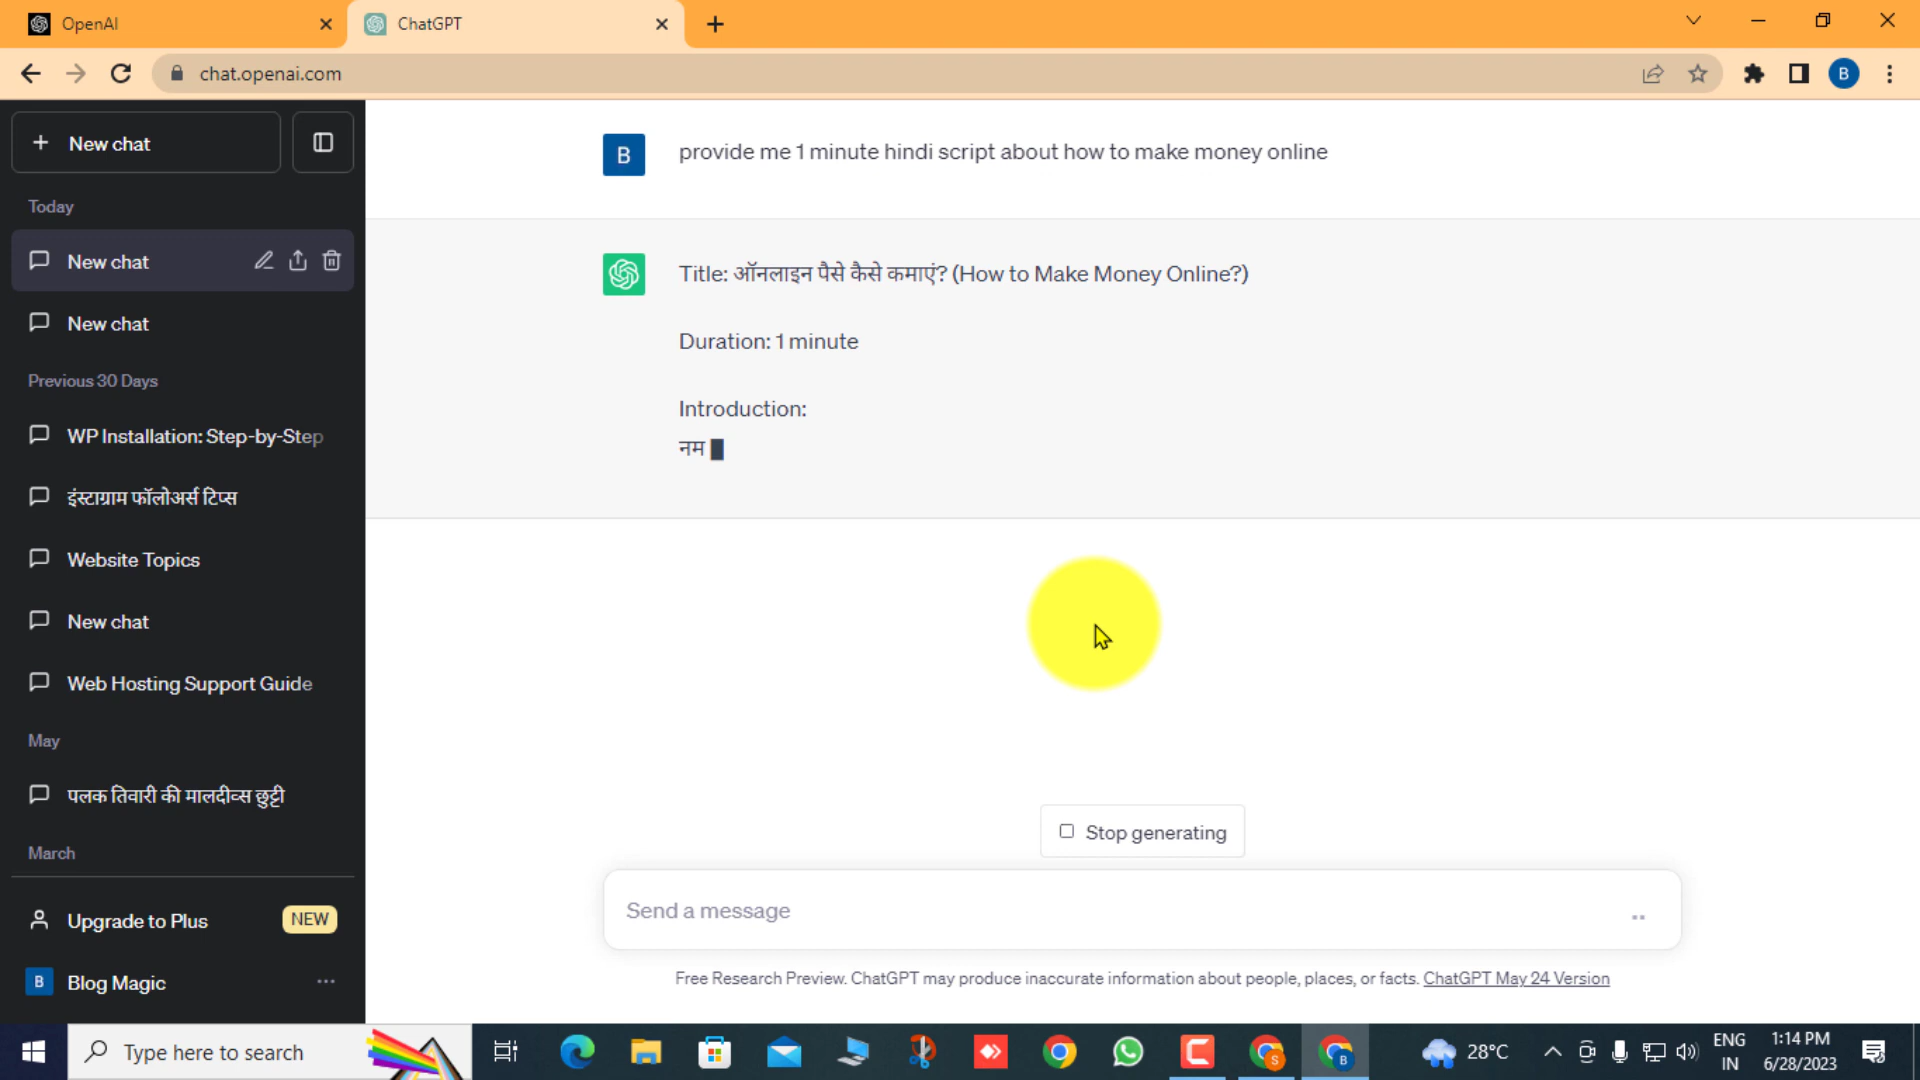 OpenAI
ChatGPT
chat.openai.com
B
New chat
Today
New chat
New chat
Previous 30 Days
WP Installation: Step-by-Step
इंस्टाग्राम फॉलोअर्स टिप्स
Website Topics
New chat
Web Hosting Support Guide
May
पलक तिवारी की मालदीव्स छुट्टी
March
Upgrade to Plus NEW
B Blog Magic
B provide me 1 minute hindi script about how to make money online
Title: ऑनलाइन पैसे कैसे कमाएं? (How to Make Money Online?)
Duration: 1 minute
Introduction:
नम
Stop generating
Send a message
Free Research Preview. ChatGPT may produce inaccurate information about people, places, or facts. ChatGPT May 24 Version
Type here to search
S
B
28°C
ENG
IN
1:14 PM
6/28/2023